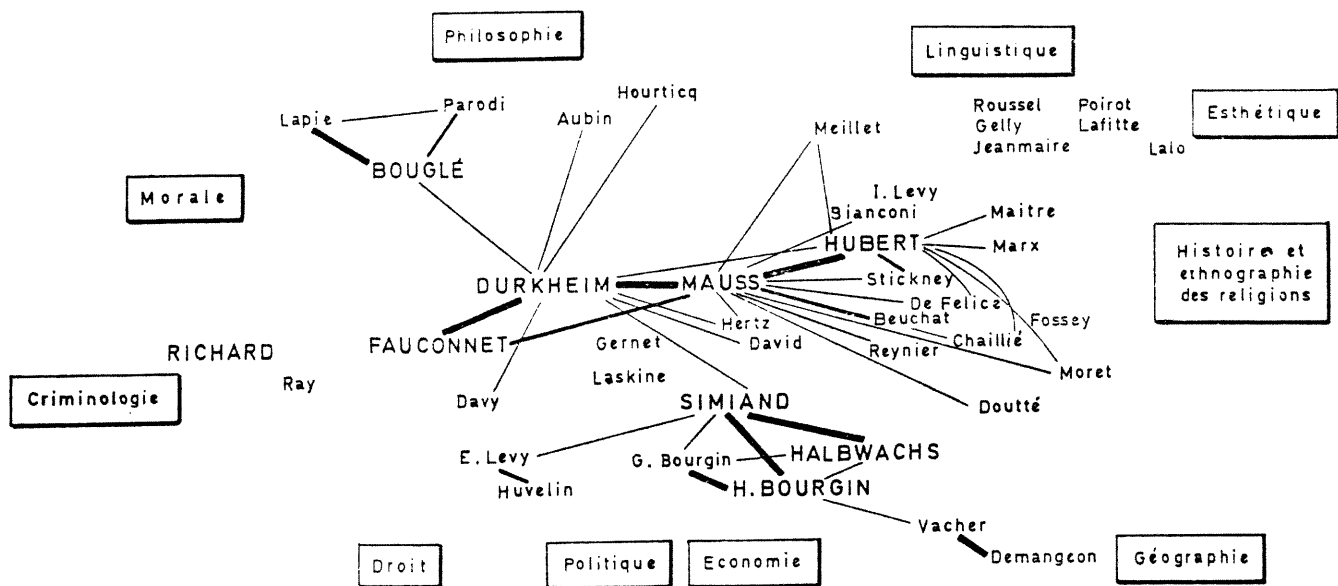 Philosophie
Linguistique
Hourticq
Parodi
Lapie
Aubin
Meillet
Roussel Poirot
Gelly Lafitte
Jeanmaire
Lalo
Esthétique
BOUGLÉ
Morale
I. Levy
Bianconi
Maitre
HUBERT
Marx
Histoire et
ethnographie
des religions
DURKHEIM
MAUSS
Stickney
De Felice
Beuchat
Fossey
Hertz
David
Chaillié
Reynier
Gernet
FAUCONNET
RICHARD
Ray
Laskine
Moret
Criminologie
Davy
SIMIAND
Doutté
E. Levy
G. Bourgin
HALBWACHS
Huvelin
H. BOURGIN
Vacher
Demangeon
Droit
Politique
Economie
Géographie